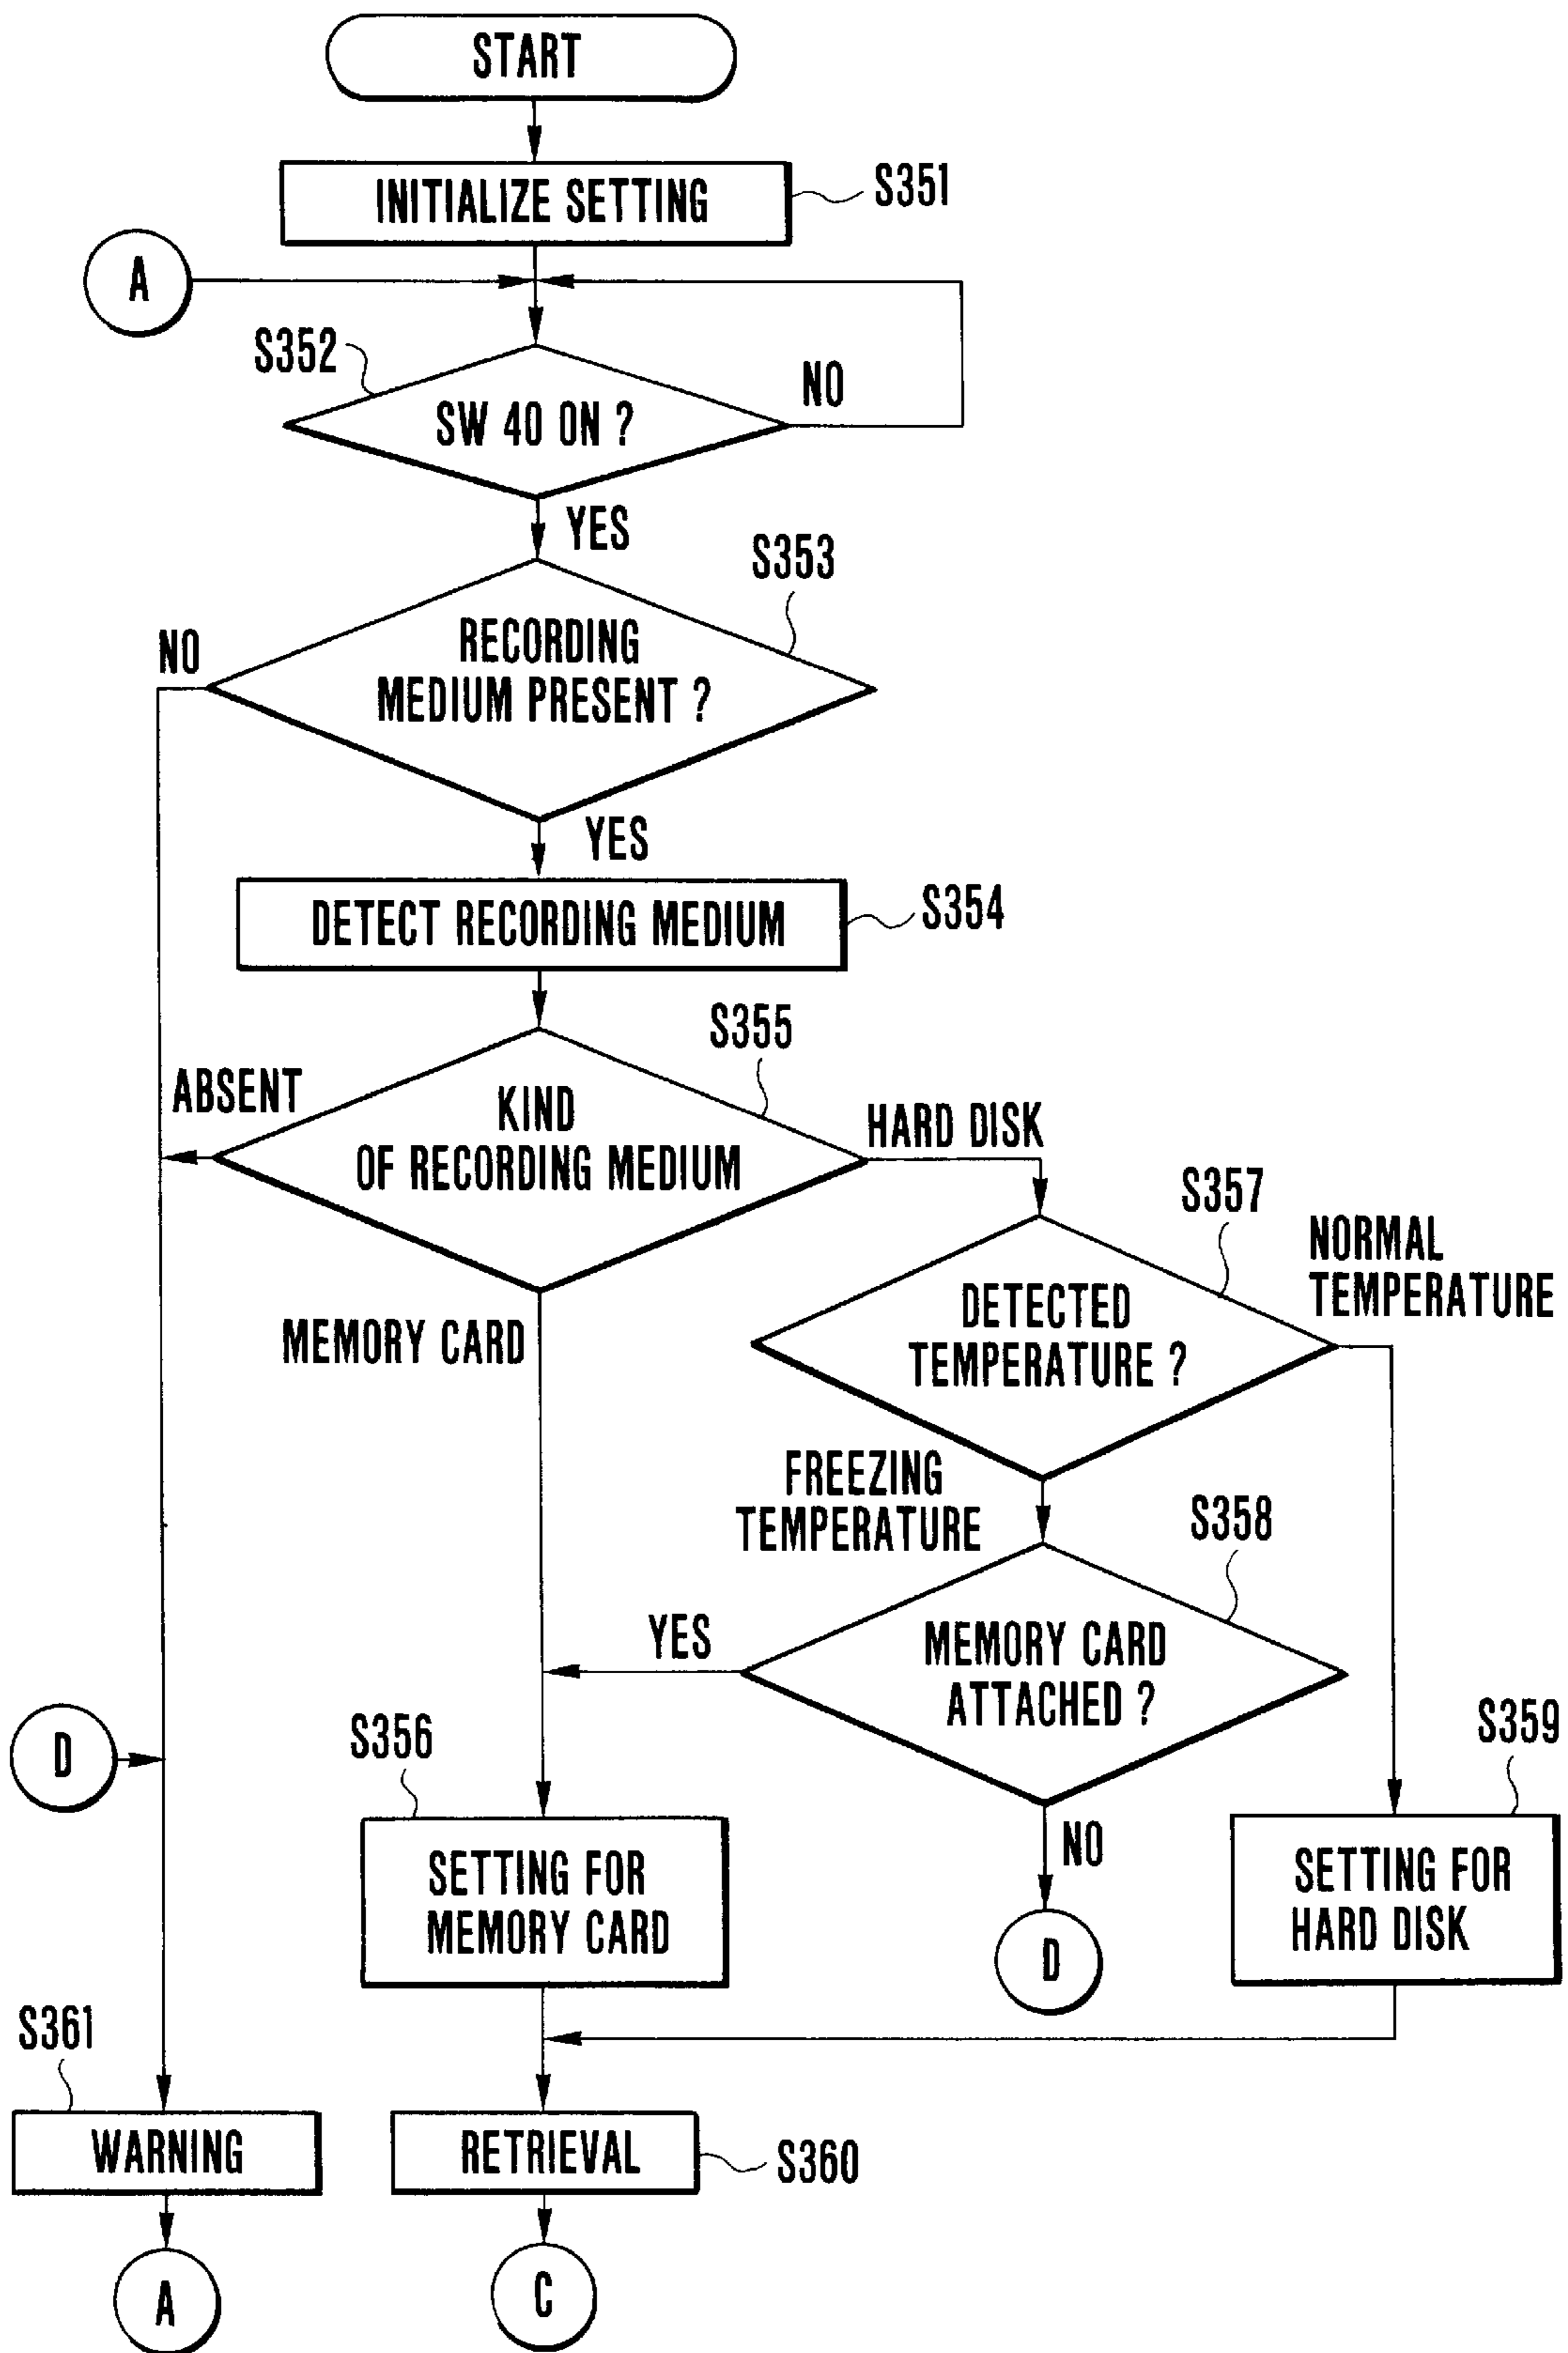 START
INITIALIZE SETTING
S351
A
S352
SW 40 ON ?
NO
YES
S353
NO
RECORDING
MEDIUM PRESENT ?
YES
DETECT RECORDING MEDIUM
S354
S355
ABSENT
KIND
OF RECORDING MEDIUM
HARD DISK
S357
NORMAL
TEMPERATURE
DETECTED
TEMPERATURE ?
MEMORY CARD
FREEZING
TEMPERATURE
S358
YES
MEMORY CARD
ATTACHED ?
D
S356
S359
NO
SETTING FOR
MEMORY CARD
SETTING FOR
HARD DISK
D
S361
WARNING
RETRIEVAL
S360
A
C